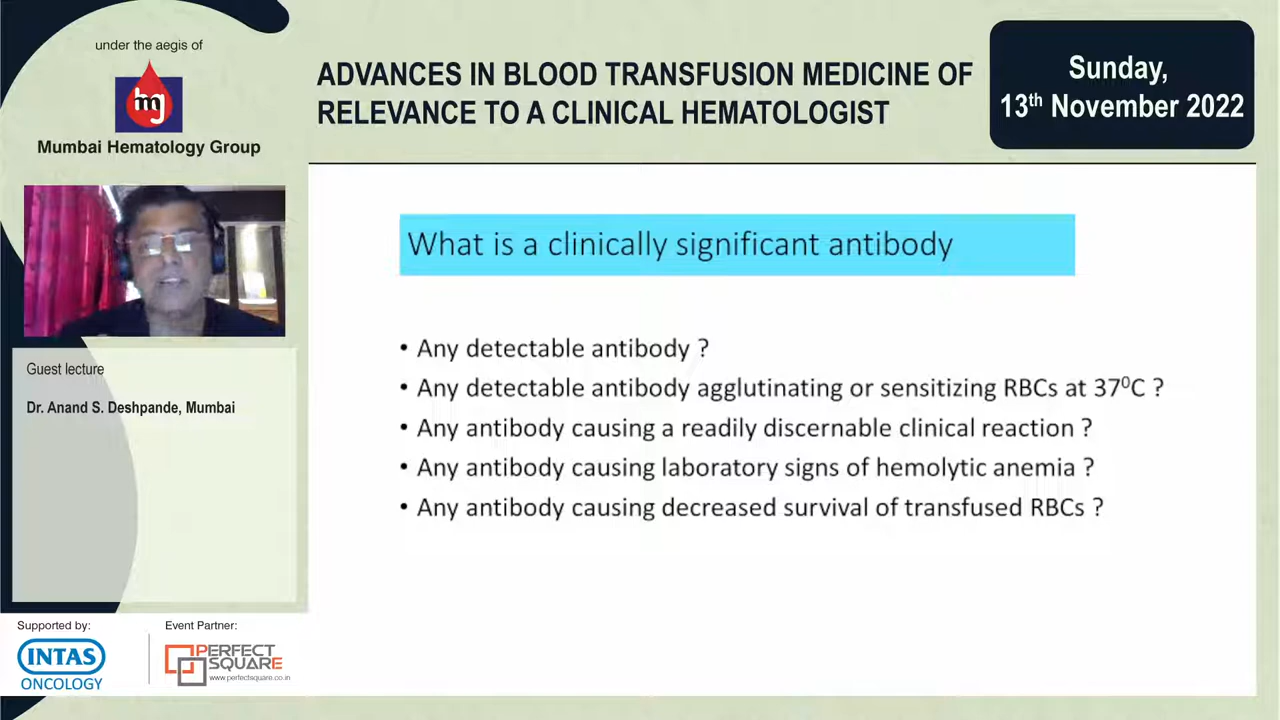 under the aegis of
mg
Mumbai Hematology Group
ADVANCES IN BLOOD TRANSFUSION MEDICINE OF
RELEVANCE TO A CLINICAL HEMATOLOGIST
Sunday,
13th November 2022
Guest lecture
Dr. Anand S. Deshpande, Mumbai
What is a clinically significant antibody
• Any detectable antibody ?
• Any detectable antibody agglutinating or sensitizing RBCs at 37⁰C ?
• Any antibody causing a readily discernable clinical reaction ?
• Any antibody causing laboratory signs of hemolytic anemia ?
• Any antibody causing decreased survival of transfused RBCs ?
Supported by:
INTAS
ONCOLOGY
Event Partner:
PERFECT
SQUARE
www.perfectsquare.co.in